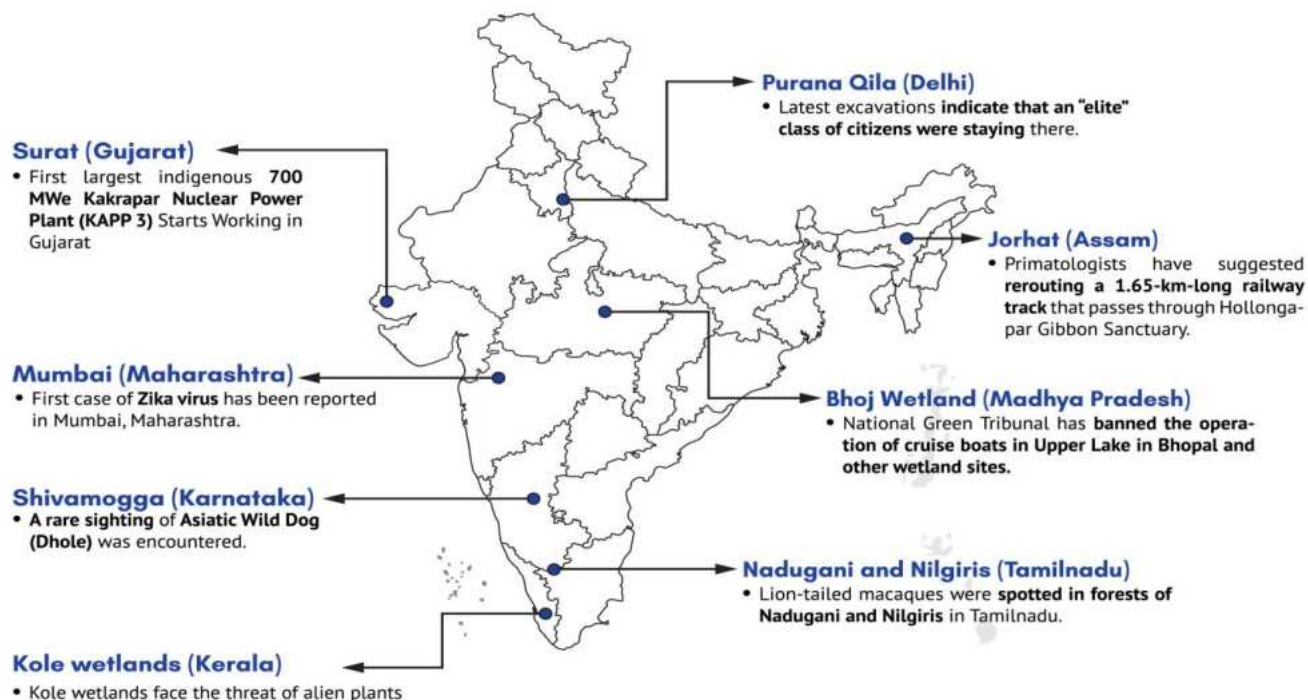 Purana Qila (Delhi)
• Latest excavations indicate that an “elite”
class of citizens were staying there.
Surat (Gujarat)
• First largest indigenous 700
MWe Kakrapar Nuclear Power
Plant (KAPP 3) Starts Working in
Gujarat
Jorhat (Assam)
• Primatologists have suggested
rerouting a 1.65-km-long railway
track that passes through Hollonga-
par Gibbon Sanctuary.
Mumbai (Maharashtra)
• First case of Zika virus has been reported
in Mumbai, Maharashtra.
Bhoj Wetland (Madhya Pradesh)
• National Green Tribunal has banned the opera-
tion of cruise boats in Upper Lake in Bhopal and
other wetland sites.
Shivamogga (Karnataka)
• A rare sighting of Asiatic Wild Dog
(Dhole) was encountered.
Nadugani and Nilgiris (Tamilnadu)
• Lion-tailed macaques were spotted in forests of
Nadugani and Nilgiris in Tamilnadu.
Kole wetlands (Kerala)
• Kole wetlands face the threat of alien plants